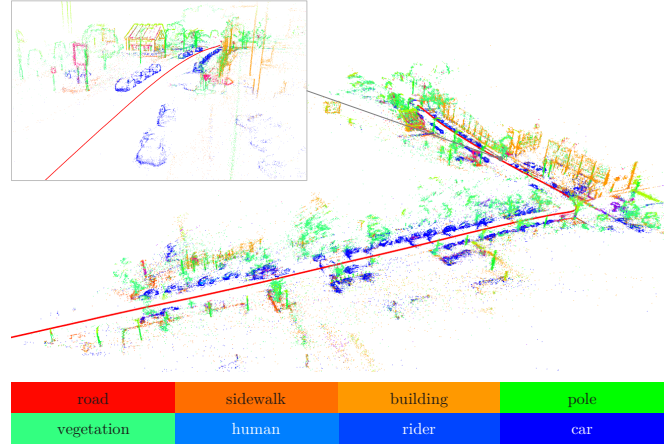 road sidewalk building pole
vegetation human rider car